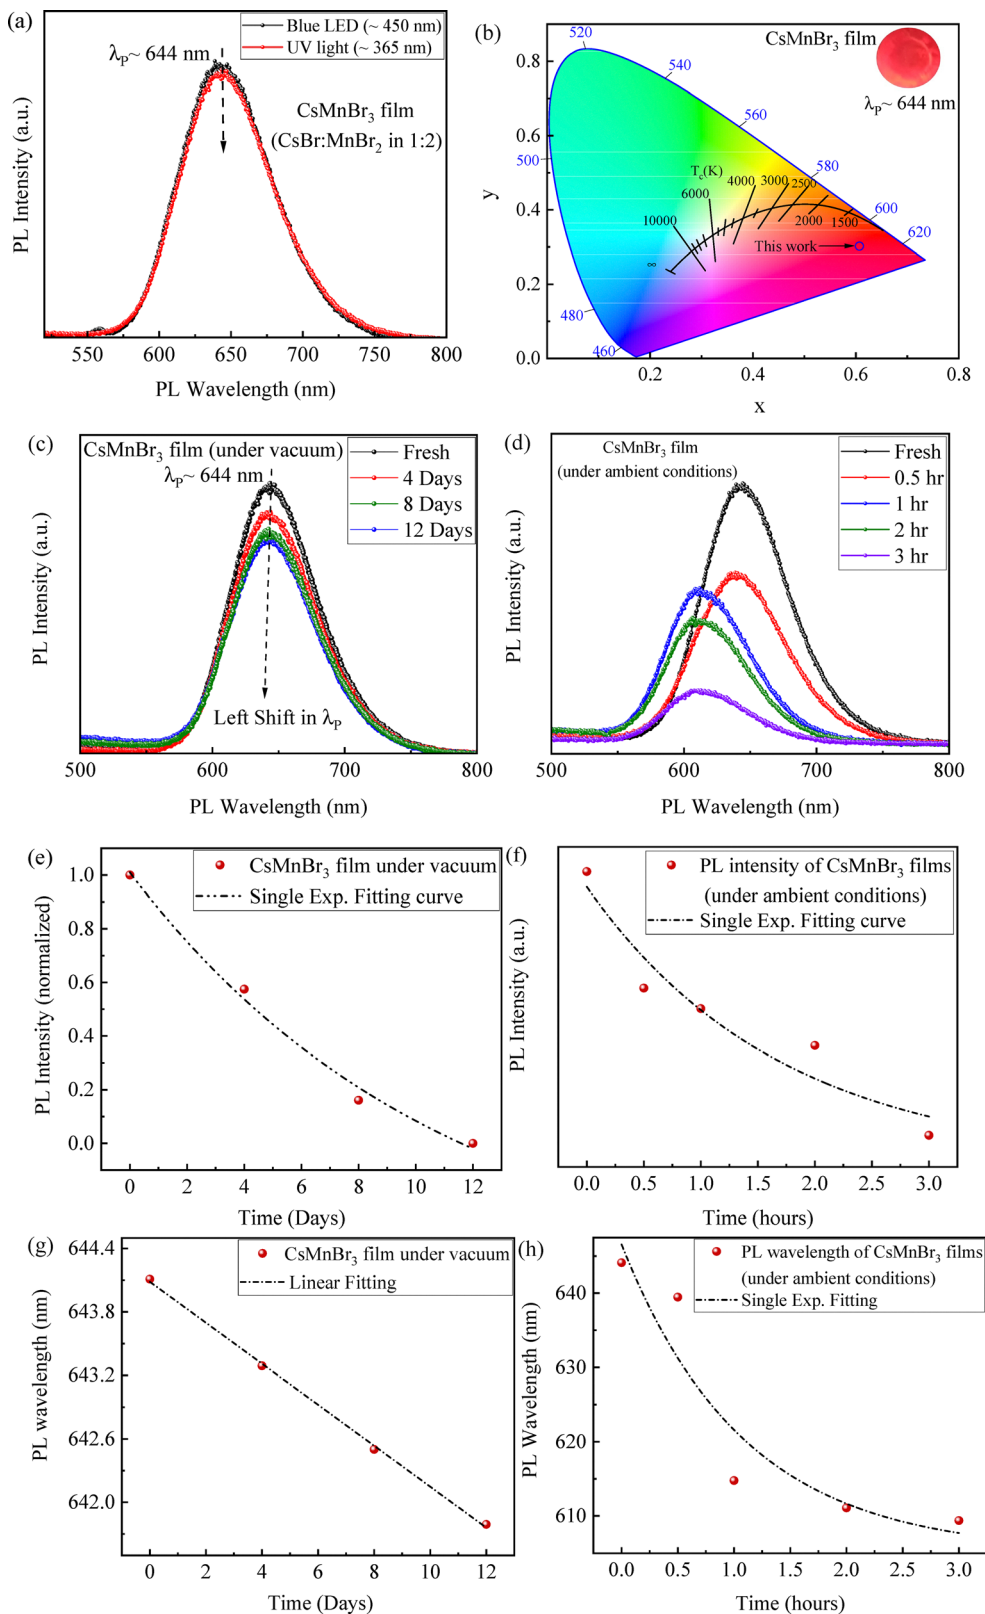 (a)
Blue LED (~ 450 nm)
UV light (~ 365 nm)
λP~ 644 nm
CsMnBr3 film
(CsBr:MnBr2 in 1:2)
PL Intensity (a.u.)
550 600 650 700 750 800
PL Wavelength (nm)
(b)
CsMnBr3 film
λP~ 644 nm
520
540
560
580
600
620
500
480
460
Tc(K)
∞
10000
6000
4000
3000
2500
2000
1500
This work
y
0.8
0.6
0.4
0.2
0.0
0.2 0.4 0.6 0.8
x
(c)
CsMnBr3 film (under vacuum)
λP~ 644 nm
Fresh
4 Days
8 Days
12 Days
Left Shift in λP
PL Intensity (a.u.)
500 600 700 800
PL Wavelength (nm)
(d)
CsMnBr3 film
(under ambient conditions)
Fresh
0.5 hr
1 hr
2 hr
3 hr
PL Intensity (a.u.)
500 600 700 800
PL Wavelength (nm)
(e)
CsMnBr3 film under vacuum
Single Exp. Fitting curve
PL Intensity (normalized)
1.0
0.8
0.6
0.4
0.2
0.0
0 2 4 6 8 10 12
Time (Days)
(f)
PL intensity of CsMnBr3 films
(under ambient conditions)
Single Exp. Fitting curve
PL Intensity (a.u.)
0.0 0.5 1.0 1.5 2.0 2.5 3.0
Time (hours)
(g)
CsMnBr3 film under vacuum
Linear Fitting
PL wavelength (nm)
644.4
643.8
643.2
642.6
642.0
0 2 4 6 8 10 12
Time (Days)
(h)
PL wavelength of CsMnBr3 films
(under ambient conditions)
Single Exp. Fitting
PL Wavelength (nm)
640
630
620
610
0.0 0.5 1.0 1.5 2.0 2.5 3.0
Time (hours)